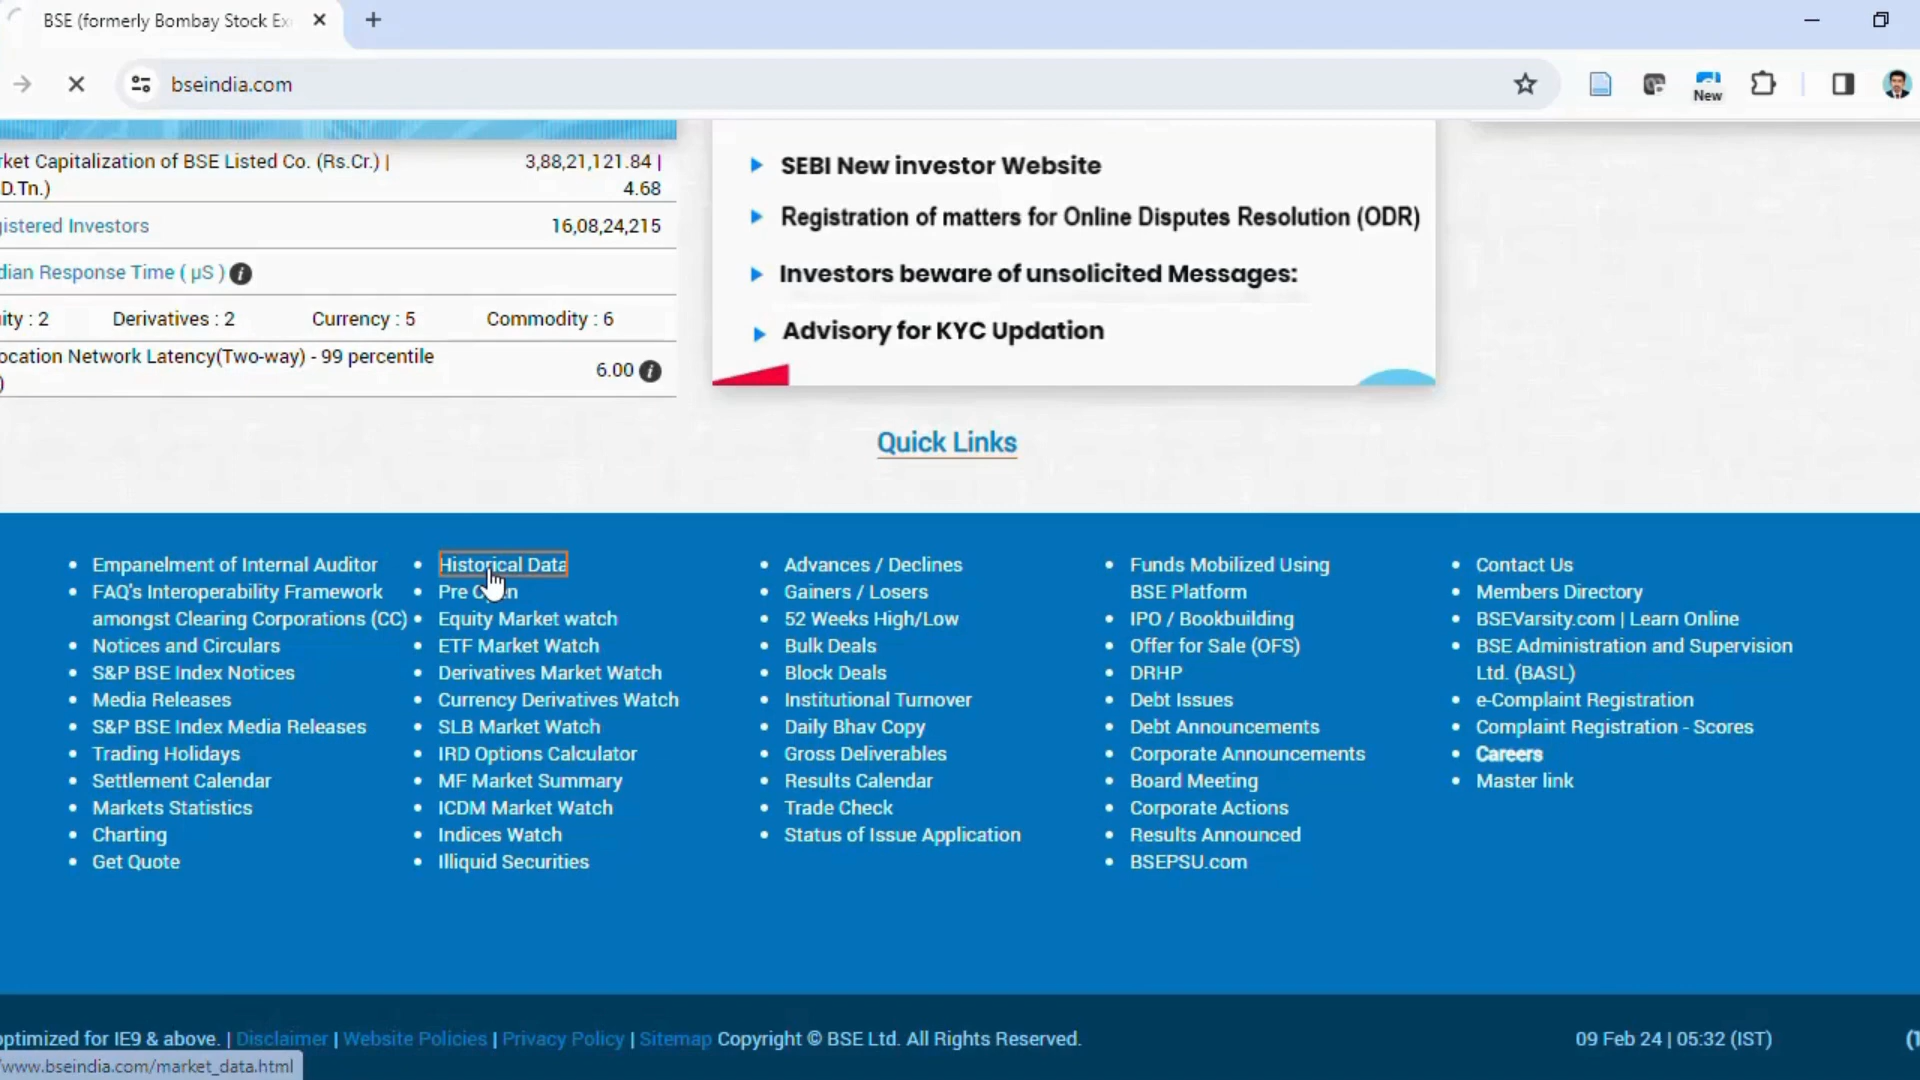 BSE (formerly Bombay Stock Ex
bseindia.com
New
rket Capitalization of BSE Listed Co. (Rs.Cr.) | 3,88,21,121.84 |
D.Tn.) 4.68
gistered Investors 16,08,24,215
dian Response Time ( µS )
ity : 2 Derivatives : 2 Currency : 5 Commodity : 6
ocation Network Latency(Two-way) - 99 percentile
) 6.00
SEBI New investor Website
Registration of matters for Online Disputes Resolution (ODR)
Investors beware of unsolicited Messages:
Advisory for KYC Updation
Quick Links
Empanelment of Internal Auditor
FAQ's Interoperability Framework
amongst Clearing Corporations (CC)
Notices and Circulars
S&P BSE Index Notices
Media Releases
S&P BSE Index Media Releases
Trading Holidays
Settlement Calendar
Markets Statistics
Charting
Get Quote
Historical Data
Pre Open
Equity Market watch
ETF Market Watch
Derivatives Market Watch
Currency Derivatives Watch
SLB Market Watch
IRD Options Calculator
MF Market Summary
ICDM Market Watch
Indices Watch
Illiquid Securities
Advances / Declines
Gainers / Losers
52 Weeks High/Low
Bulk Deals
Block Deals
Institutional Turnover
Daily Bhav Copy
Gross Deliverables
Results Calendar
Trade Check
Status of Issue Application
Funds Mobilized Using
BSE Platform
IPO / Bookbuilding
Offer for Sale (OFS)
DRHP
Debt Issues
Debt Announcements
Corporate Announcements
Board Meeting
Corporate Actions
Results Announced
BSEPSU.com
Contact Us
Members Directory
BSEVarsity.com | Learn Online
BSE Administration and Supervision
Ltd. (BASL)
e-Complaint Registration
Complaint Registration - Scores
Careers
Master link
optimized for IE9 & above. | Disclaimer | Website Policies | Privacy Policy | Sitemap Copyright © BSE Ltd. All Rights Reserved. 09 Feb 24 | 05:32 (IST) (1
/www.bseindia.com/market_data.html